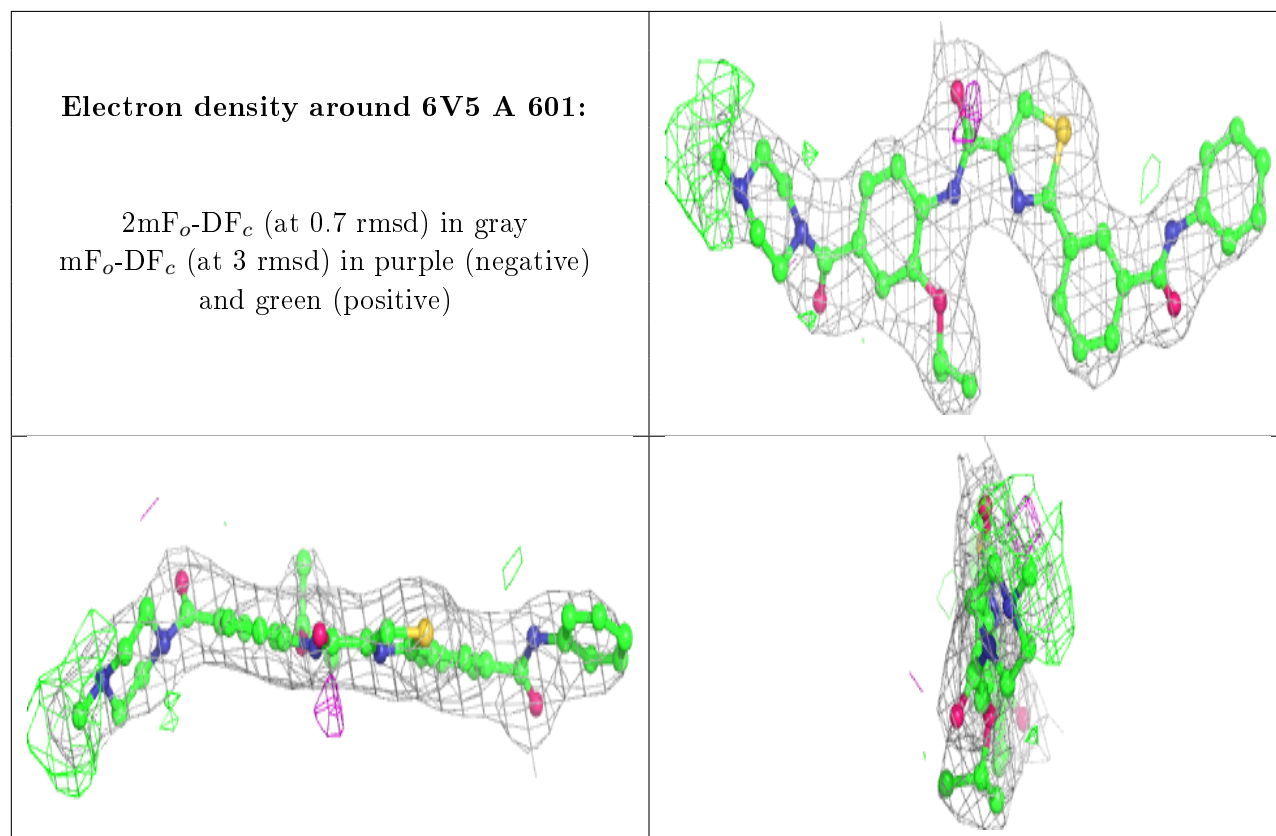 Electron density around 6V5 A 601:
2mFo-DFc (at 0.7 rmsd) in gray
mFo-DFc (at 3 rmsd) in purple (negative)
and green (positive)